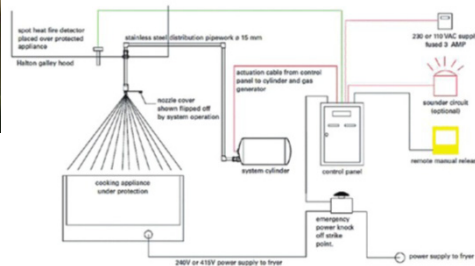 spot heat fire detector
placed over protected
appliance
Halton galley hood
stainless steel distribution pipework ø 15 mm
nozzle cover
shown flipped off
by system operation
cooking appliance
under protection
actuation cable from control
panel to cylinder and gas
generator
system cylinder
control panel
230 or 110 VAC supply
fused 3 AMP
sounder circuit
(optional)
remote manual release
emergency
power knock
off strike
point.
240V or 415V power supply to fryer
power supply to fryer